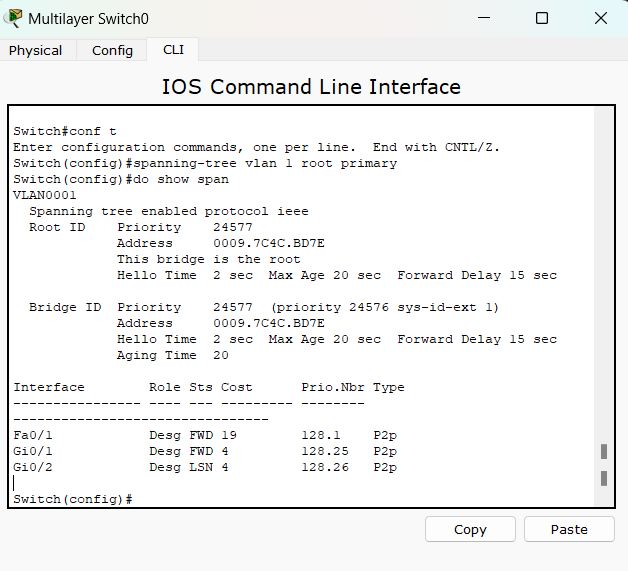 Multilayer Switch0
Physical Config CLI
IOS Command Line Interface
Switch#conf t
Enter configuration commands, one per line.  End with CNTL/Z.
Switch(config)#spanning-tree vlan 1 root primary
Switch(config)#do show span
VLAN0001
  Spanning tree enabled protocol ieee
  Root ID    Priority    24577
             Address     0009.7C4C.BD7E
             This bridge is the root
             Hello Time  2 sec  Max Age 20 sec  Forward Delay 15 sec
  Bridge ID  Priority    24577  (priority 24576 sys-id-ext 1)
             Address     0009.7C4C.BD7E
             Hello Time  2 sec  Max Age 20 sec  Forward Delay 15 sec
             Aging Time  20
Interface        Role Sts Cost      Prio.Nbr Type
---------------- ---- --- --------- --------
--------------------------------
Fa0/1            Desg FWD 19        128.1    P2p
Gi0/1            Desg FWD 4         128.25   P2p
Gi0/2            Desg LSN 4         128.26   P2p
Switch(config)#
Copy Paste